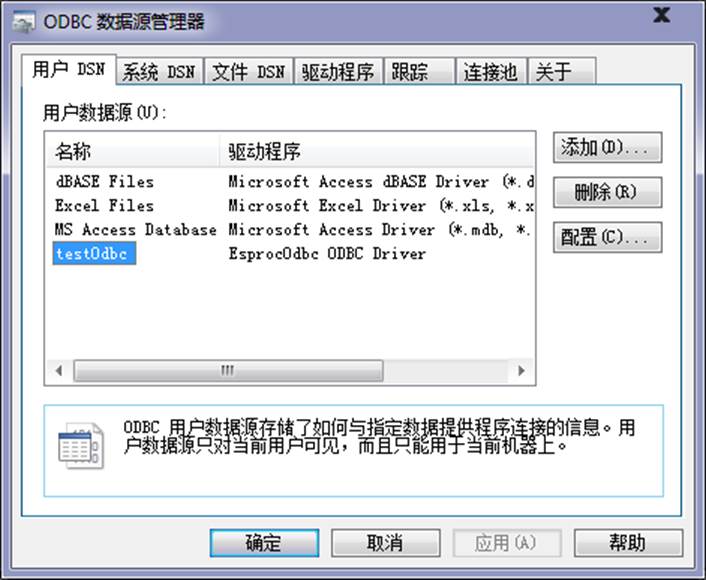 ODBC 数据源管理器
用户 DSN 系统 DSN 文件 DSN 驱动程序 跟踪 连接池 关于
用户数据源(U):
名称 驱动程序
dBASE Files Microsoft Access dBASE Driver (*.d
Excel Files Microsoft Excel Driver (*.xls, *.x
MS Access Database Microsoft Access Driver (*.mdb, *.
testOdbc EsprocOdbc ODBC Driver
添加(D)...
删除(R)
配置(C)...
ODBC 用户数据源存储了如何与指定数据提供程序连接的信息。用
户数据源只对当前用户可见，而且只能用于当前机器上。
确定 取消 应用(A) 帮助